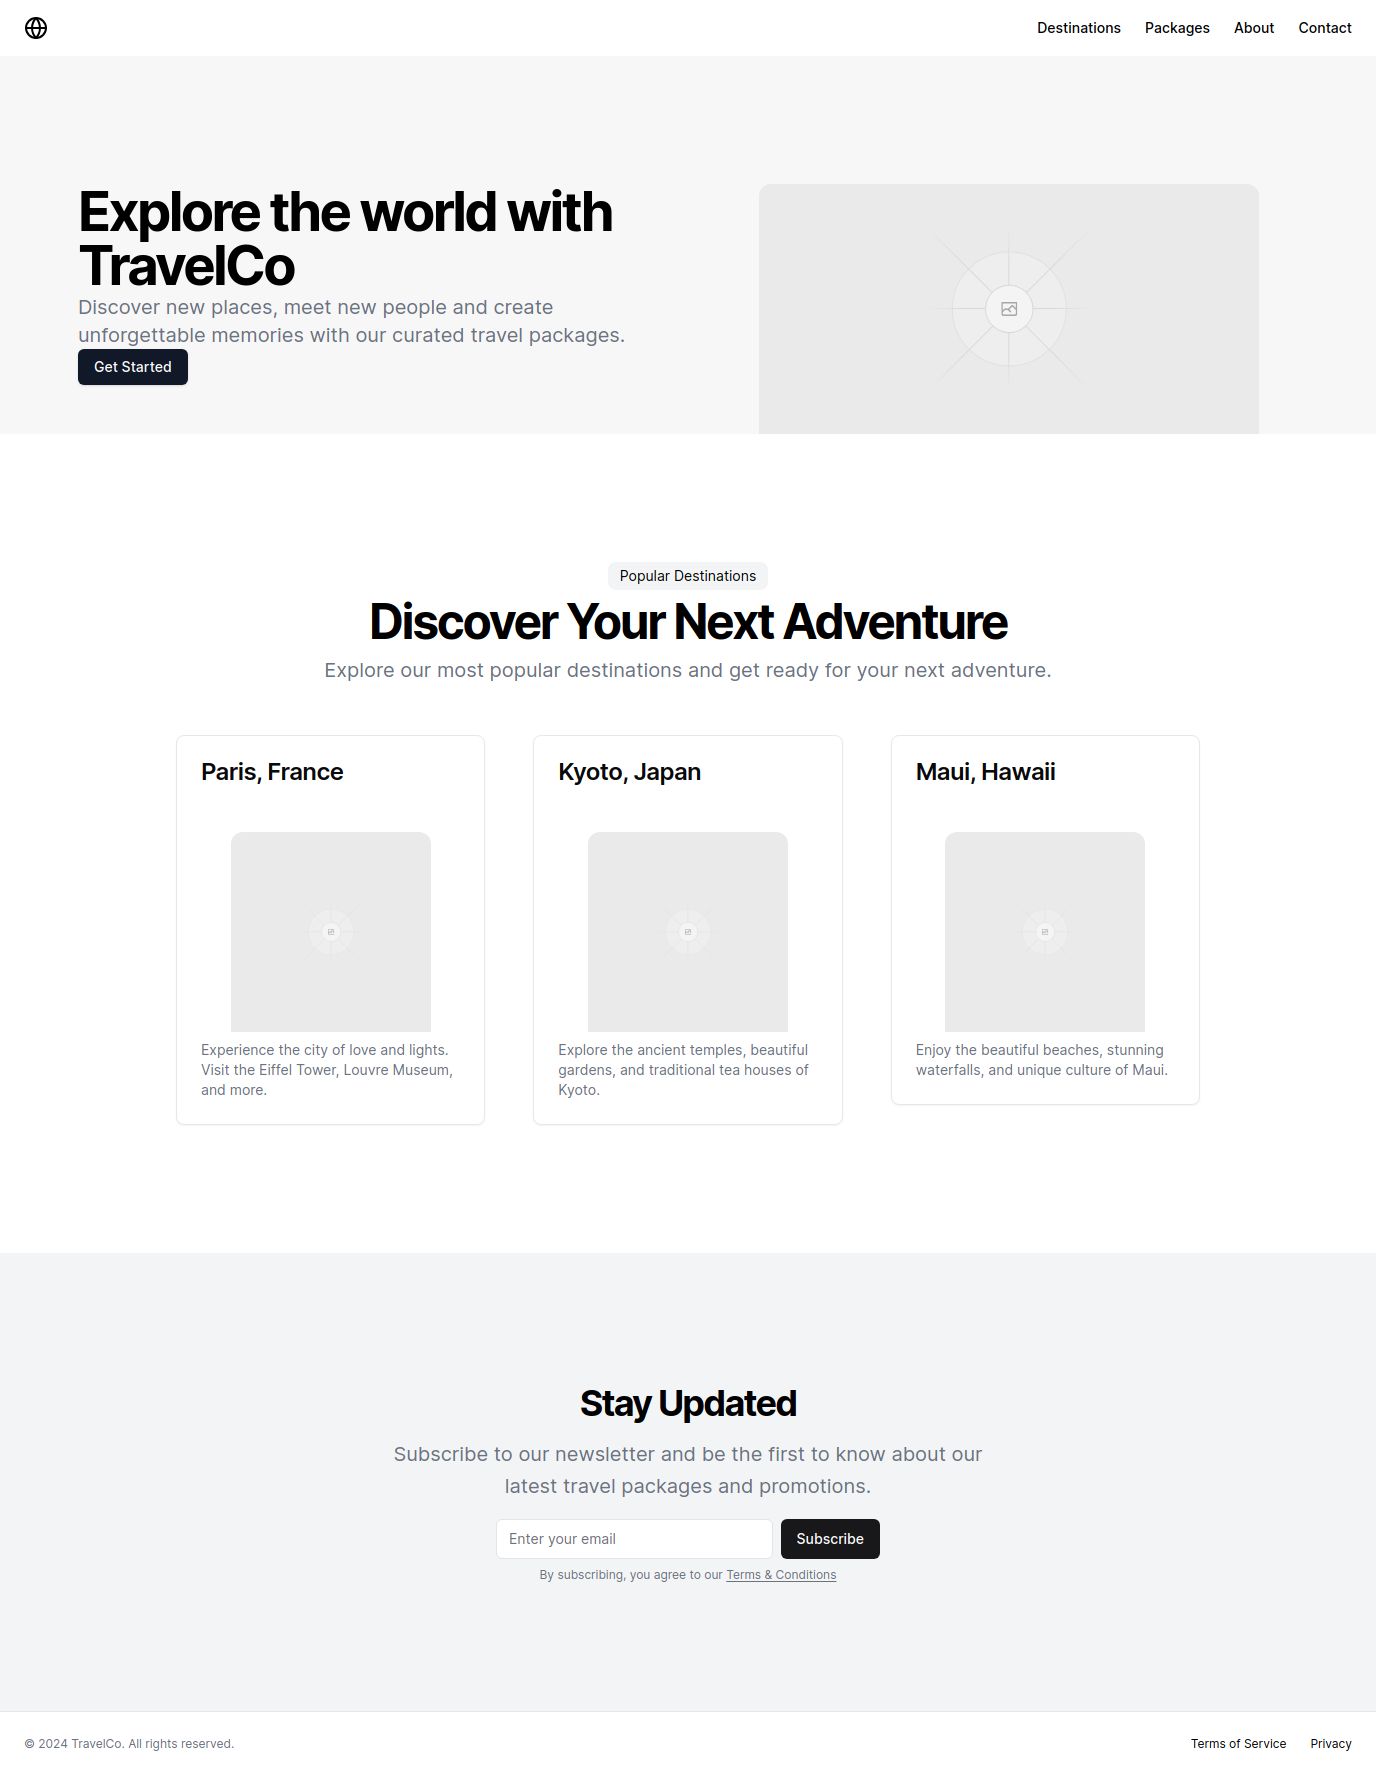 Destinations Packages About Contact
Explore the world with
TravelCo
Discover new places, meet new people and create
unforgettable memories with our curated travel packages.
Get Started
Popular Destinations
Discover Your Next Adventure
Explore our most popular destinations and get ready for your next adventure.
Paris, France
Experience the city of love and lights.
Visit the Eiffel Tower, Louvre Museum,
and more.
Kyoto, Japan
Explore the ancient temples, beautiful
gardens, and traditional tea houses of
Kyoto.
Maui, Hawaii
Enjoy the beautiful beaches, stunning
waterfalls, and unique culture of Maui.
Stay Updated
Subscribe to our newsletter and be the first to know about our
latest travel packages and promotions.
Enter your email
Subscribe
By subscribing, you agree to our Terms & Conditions
© 2024 TravelCo. All rights reserved.
Terms of Service Privacy